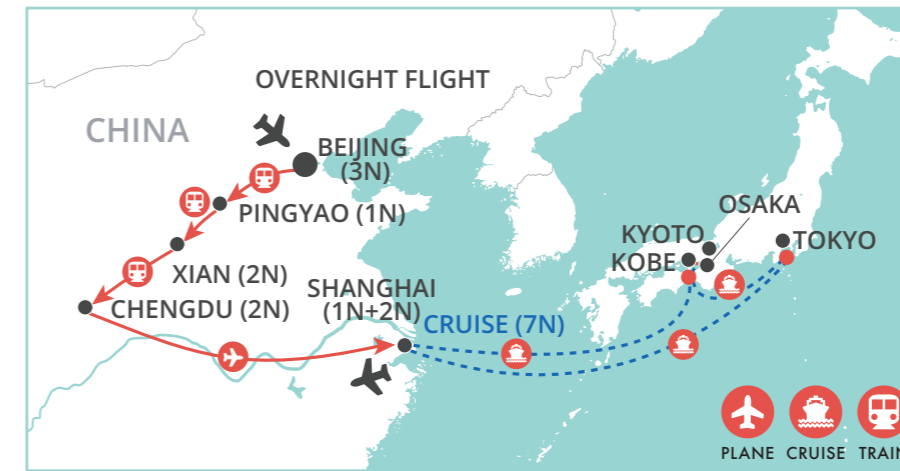 OVERNIGHT FLIGHT
CHINA
BEIJING
(3N)
PINGYAO (1N)
OSAKA
KYOTO
TOKYO
KOBE
XIAN (2N)
SHANGHAI
(1N+2N)
CHENGDU (2N)
CRUISE (7N)
PLANE CRUISE TRAIN